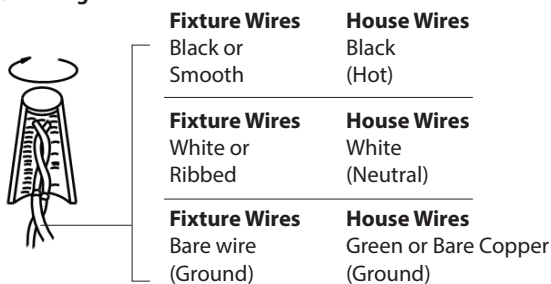 Fixture Wires House Wires
Black or Black
Smooth (Hot)
Fixture Wires House Wires
White or White
Ribbed (Neutral)
Fixture Wires House Wires
Bare wire Green or Bare Copper
(Ground) (Ground)